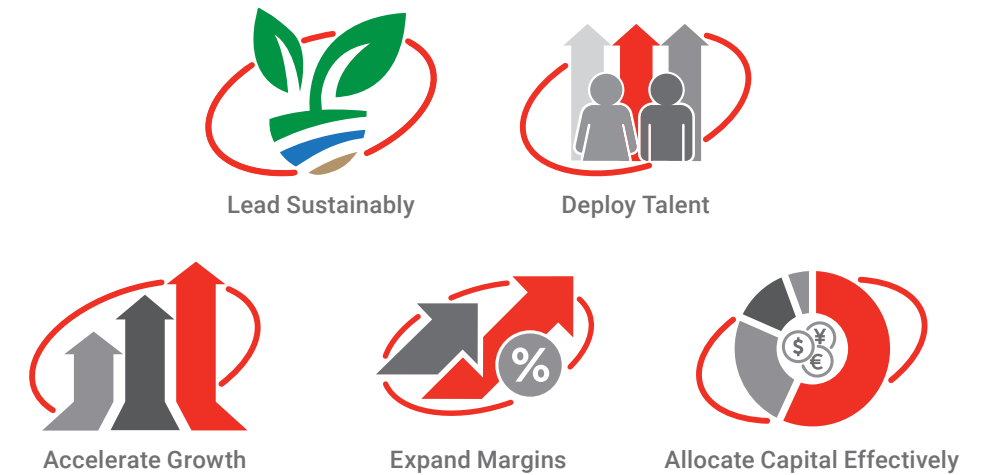 Lead Sustainably
Deploy Talent
%
$
¥
€
Accelerate Growth
Expand Margins
Allocate Capital Effectively